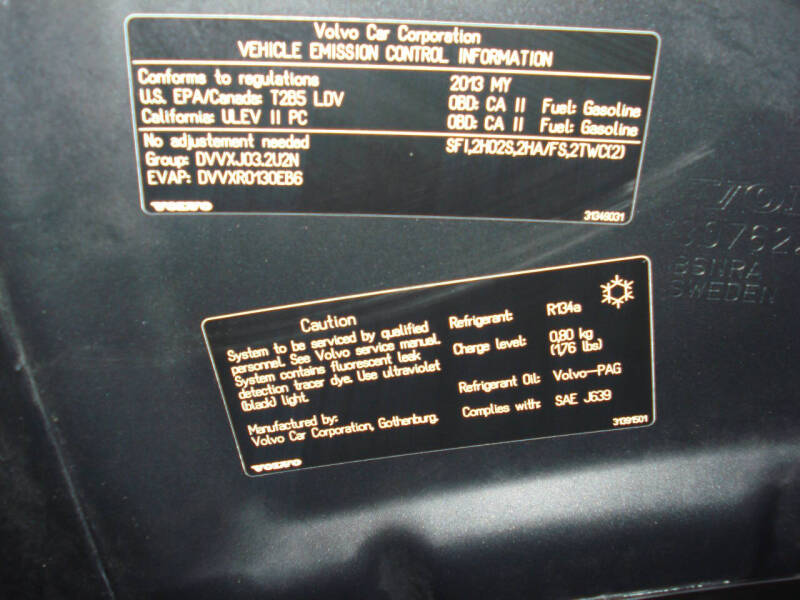 Volvo Car Corporation
VEHICLE EMISSION CONTROL INFORMATION
Conforms to regulations 2013 MY
U.S. EPA/Canada: T2B5 LDV OBD: CA II Fuel: Gasoline
California: ULEV II PC OBD: CA II Fuel: Gasoline
No adjustement needed SFI,2HO2S,2HA/FS,2TWC(2)
Group: DVVXJ03.2U2N
EVAP: DVVXR0130EB6
VOLVO 31349031
SWEDEN
Caution
System to be serviced by qualified
personnel. See Volvo service manual.
System contains fluorescent leak
detection tracer dye. Use ultraviolet
(black) light.
Manufactured by:
Volvo Car Corporation, Gothenburg.
VOLVO
Refrigerant: R134a
Charge level: 0,80 kg
(1,76 lbs)
Refrigerant Oil: Volvo-PAG
Complies with: SAE J639
31391501